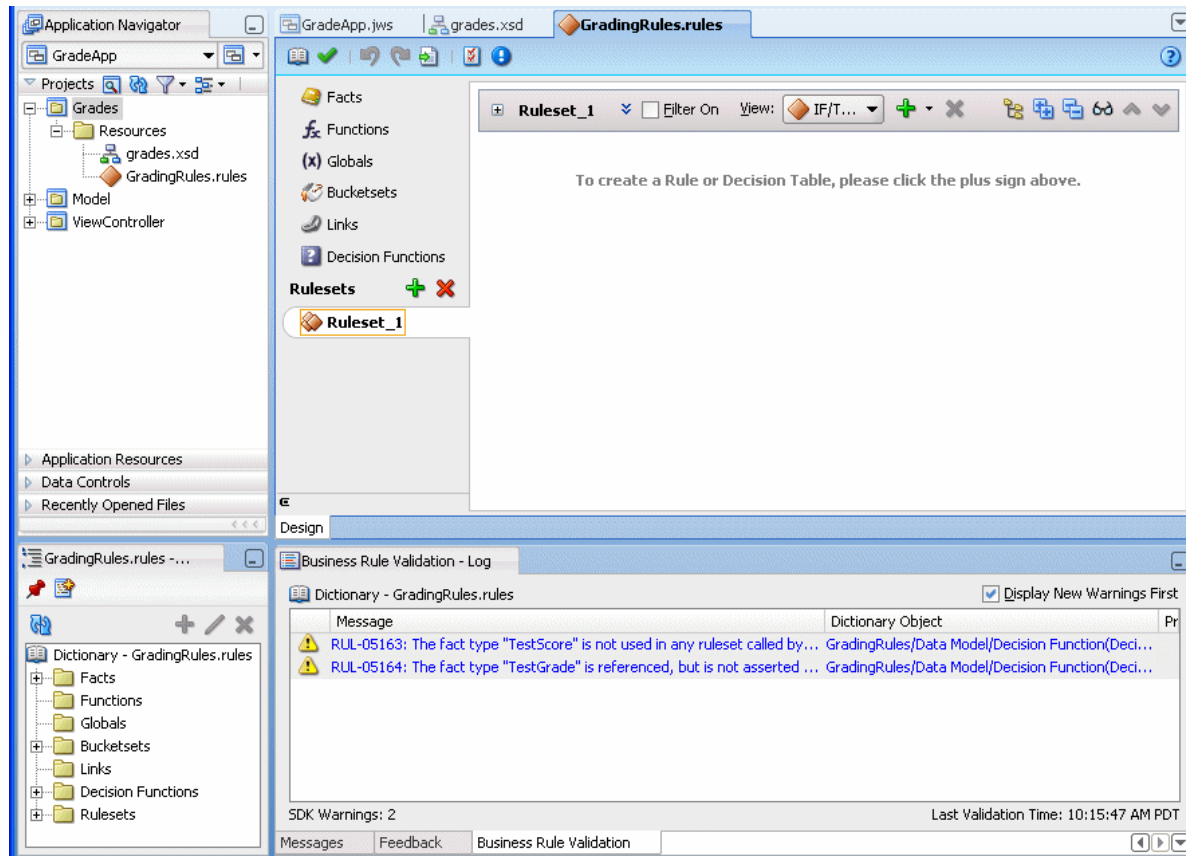 Application Navigator
GradeApp
Projects
Grades
Resources
grades.xsd
GradingRules.rules
Model
ViewController
Application Resources
Data Controls
Recently Opened Files
GradeApp.jws
grades.xsd
GradingRules.rules
Facts
Functions
(x) Globals
Bucketsets
Links
Decision Functions
Rulesets
Ruleset_1
Ruleset_1 Filter On View: IF/T...
To create a Rule or Decision Table, please click the plus sign above.
Design
GradingRules.rules -...
Dictionary - GradingRules.rules
Facts
Functions
Globals
Bucketsets
Links
Decision Functions
Rulesets
Business Rule Validation - Log
Dictionary - GradingRules.rules Display New Warnings First
Message Dictionary Object Pr
RUL-05163: The fact type "TestScore" is not used in any ruleset called by... GradingRules/Data Model/Decision Function(Deci...
RUL-05164: The fact type "TestGrade" is referenced, but is not asserted ... GradingRules/Data Model/Decision Function(Deci...
SDK Warnings: 2 Last Validation Time: 10:15:47 AM PDT
Messages Feedback Business Rule Validation